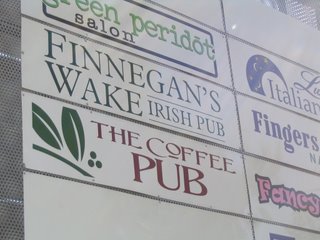 green peridot
salon
FINNEGAN'S
WAKE IRISH PUB
THE COFFEE
PUB
Italian
Fingers
Fancy